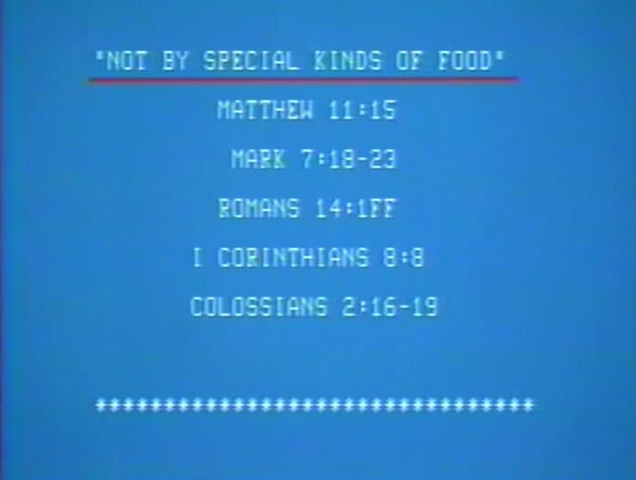 "NOT BY SPECIAL KINDS OF FOOD"
MATTHEW 11:15
MARK 7:18-23
ROMANS 14:1FF
I CORINTHIANS 8:8
COLOSSIANS 2:16-19
********************************